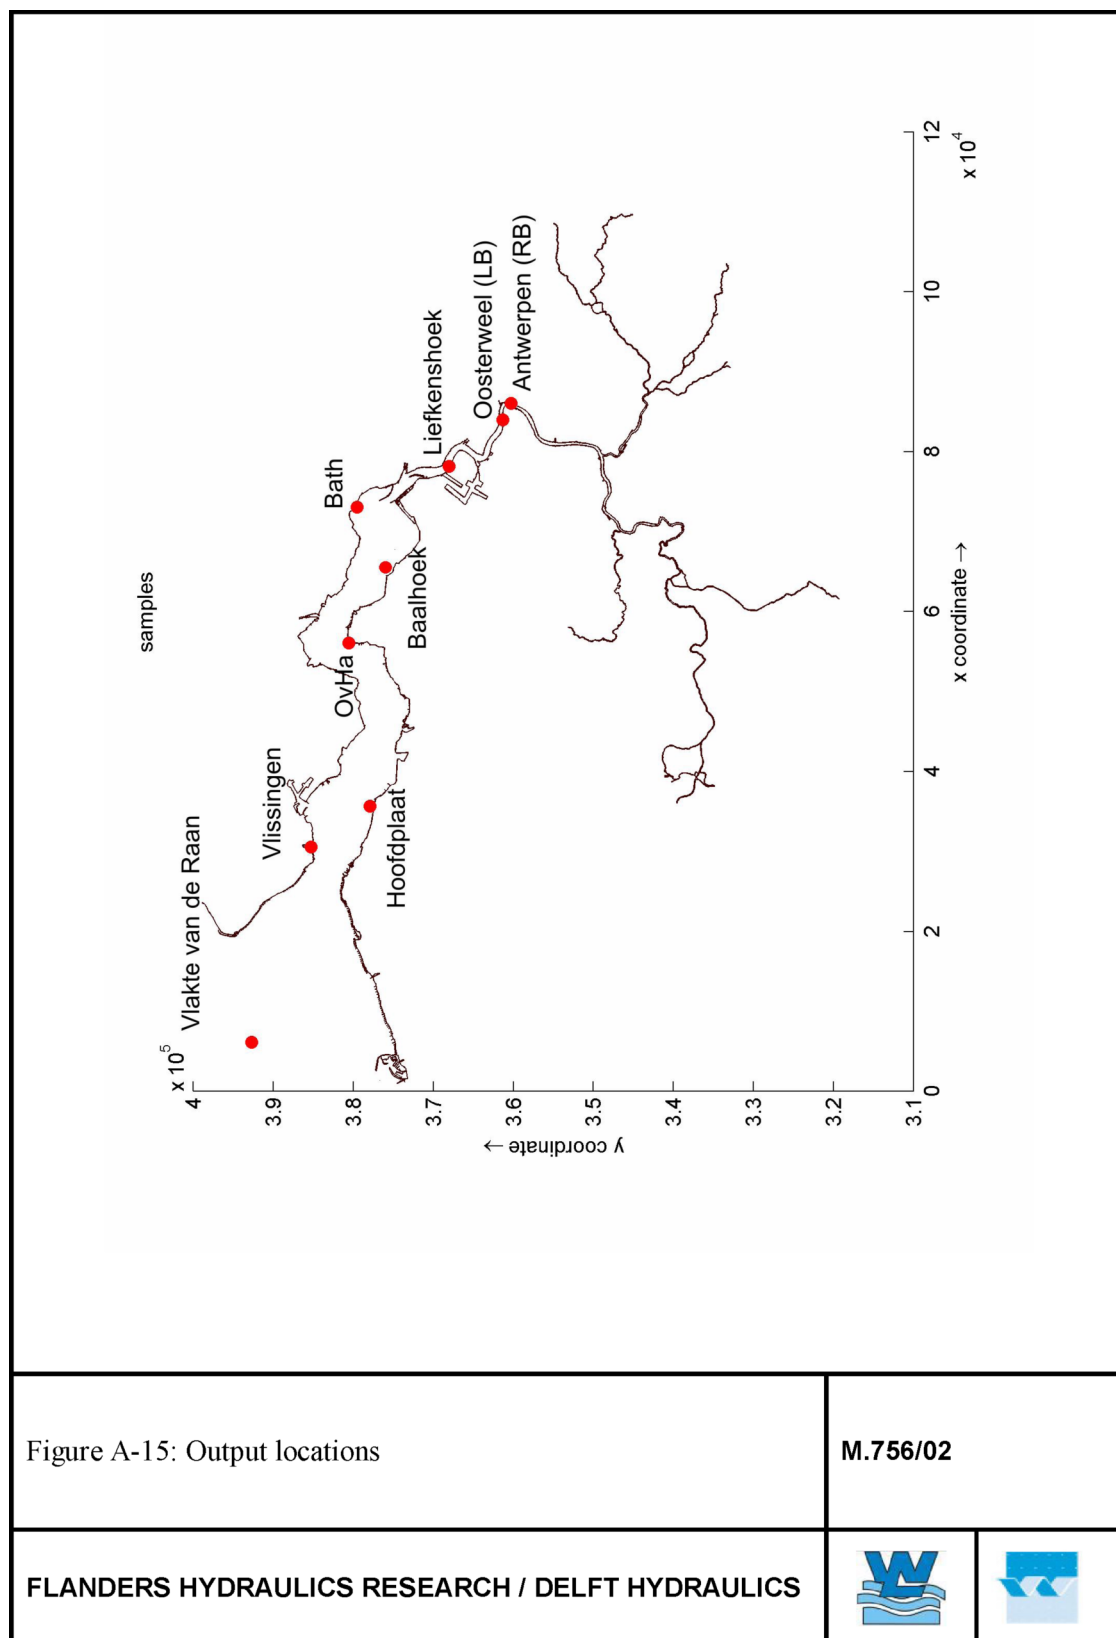 samples
x 10^5
4
3.9
3.8
3.7
3.6
3.5
3.4
3.3
3.2
3.1
y coordinate →
0
2
4
6
8
10
12
x 10^4
x coordinate →
Vlakte van de Raan
Vlissingen
Hoofdplaat
OvHa
Baalhoek
Bath
Liefkenshoek
Oosterweel (LB)
Antwerpen (RB)
Figure A-15: Output locations
M.756/02
FLANDERS HYDRAULICS RESEARCH / DELFT HYDRAULICS
WL